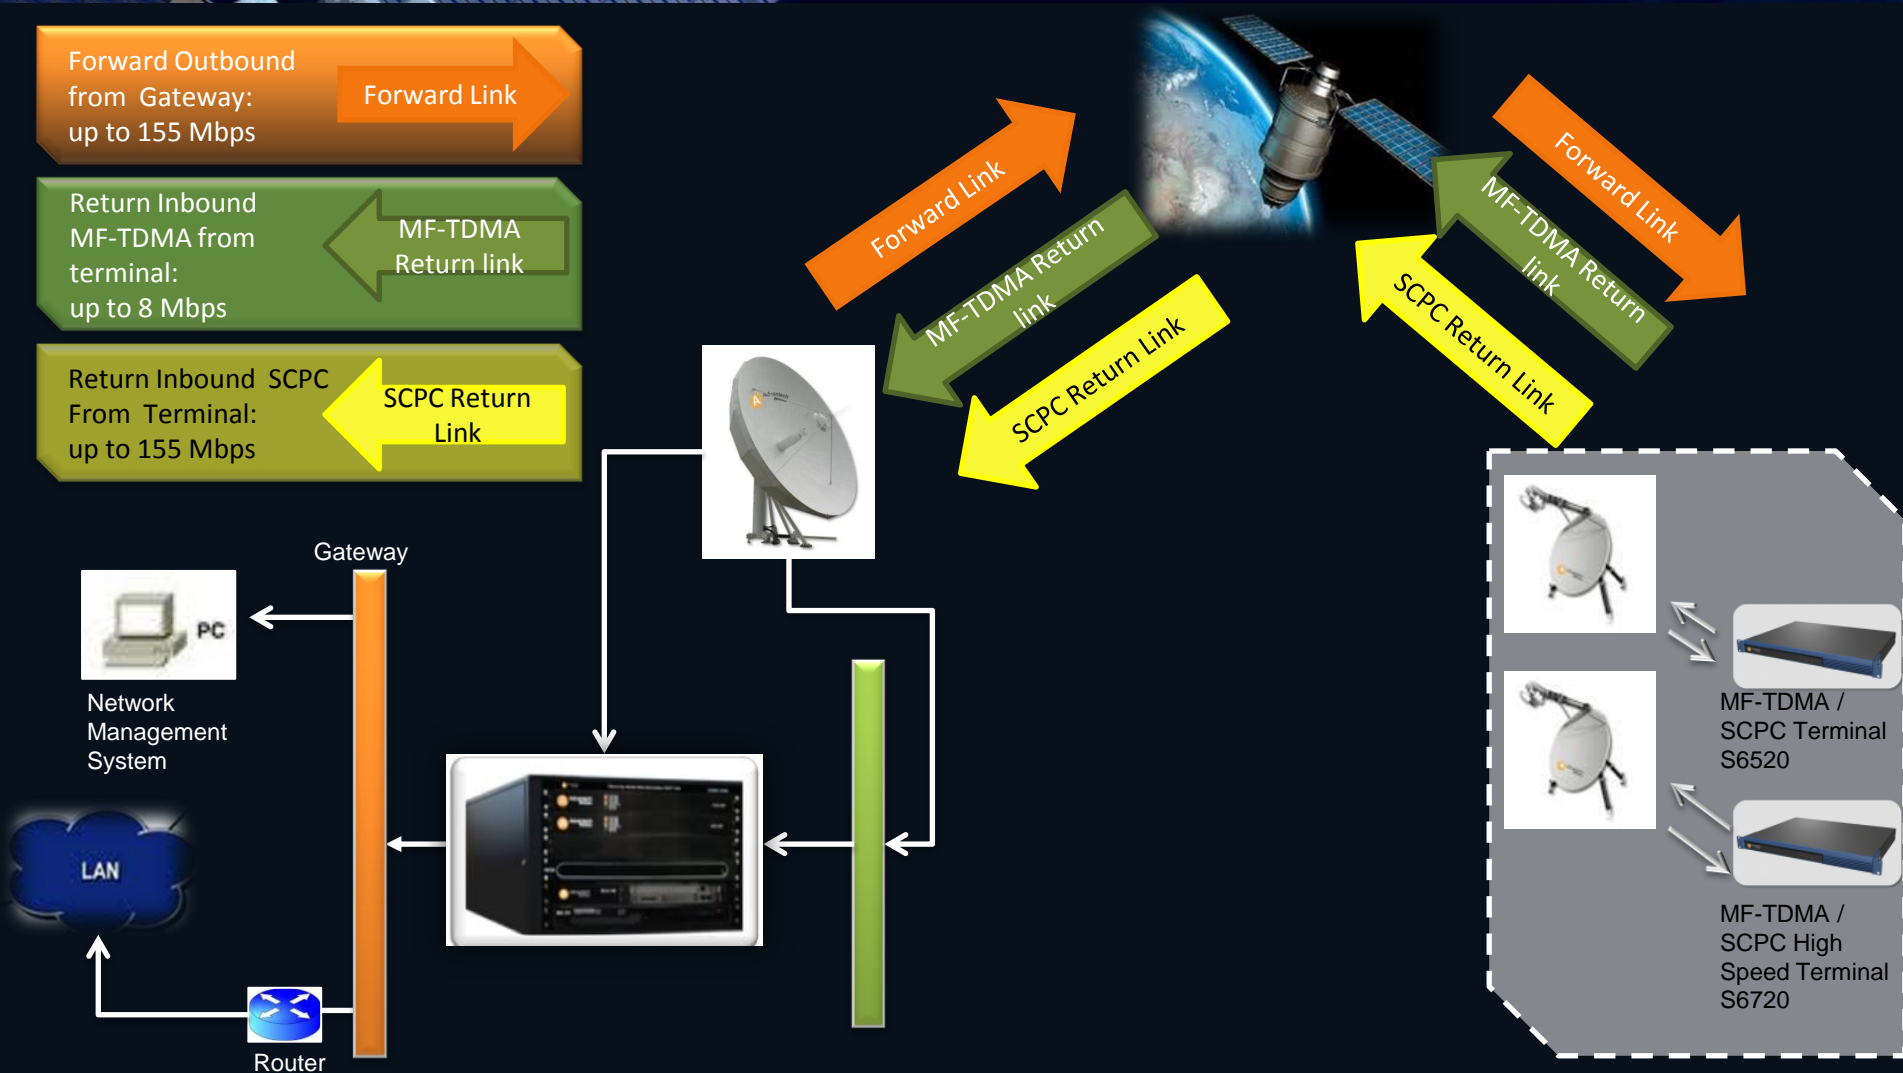 Forward Outbound
from Gateway:
up to 155 Mbps
Forward Link
Return Inbound
MF-TDMA from
terminal:
up to 8 Mbps
MF-TDMA
Return link
Return Inbound SCPC
From Terminal:
up to 155 Mbps
SCPC Return
Link
Forward Link
MF-TDMA Return
link
SCPC Return Link
Forward Link
MF-TDMA Return
link
SCPC Return Link
Gateway
PC
Network
Management
System
LAN
Router
MF-TDMA /
SCPC Terminal
S6520
MF-TDMA /
SCPC High
Speed Terminal
S6720